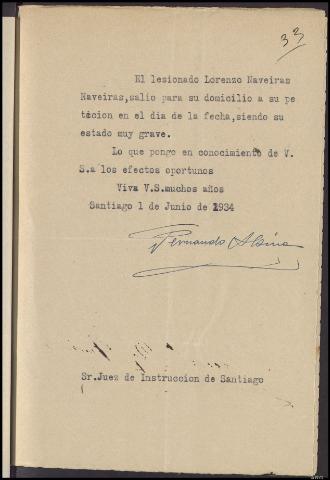 33
El lesionado Lorenzo Naveiras
Naveiras,salio para su domicilio a su pe
ticion en el dia de la fecha,siendo su
estado muy grave.
Lo que pongo en conocimiento de V.
S.a los efectos oportunos
Viva V.S.muchos años
Santiago 1 de Junio de 1934
Fernando Alsina
Sr.Juez de Instruccion de Santiago